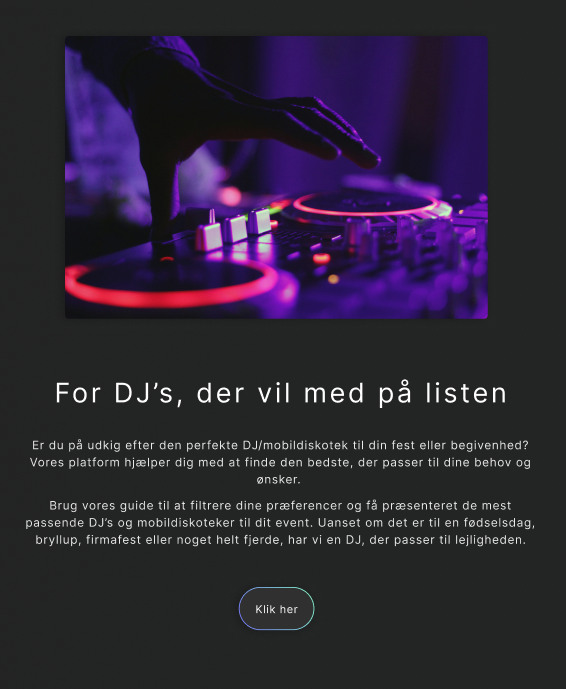 For DJ’s, der vil med på listen
Er du på udkig efter den perfekte DJ/mobildiskotek til din fest eller begivenhed?
Vores platform hjælper dig med at finde den bedste, der passer til dine behov og
ønsker.
Brug vores guide til at filtrere dine præferencer og få præsenteret de mest
passende DJ’s og mobildiskoteker til dit event. Uanset om det er til en fødselsdag,
bryllup, firmafest eller noget helt fjerde, har vi en DJ, der passer til lejligheden.
Klik her